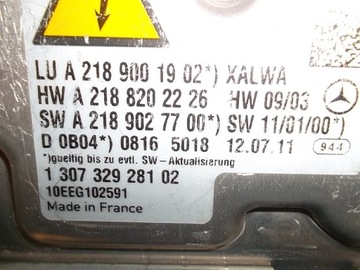 LU A 218 900 19 02*) XALWA
HW A 218 820 22 26 HW 09/03
SW A 218 902 77 00*) SW 11/01/00*)
D 0B04*) 0816 5018 12.07.11 944
*)gueltig bis zu evtl. SW-Aktualisierung
1 307 329 281 02
10EEG102591
Made in France